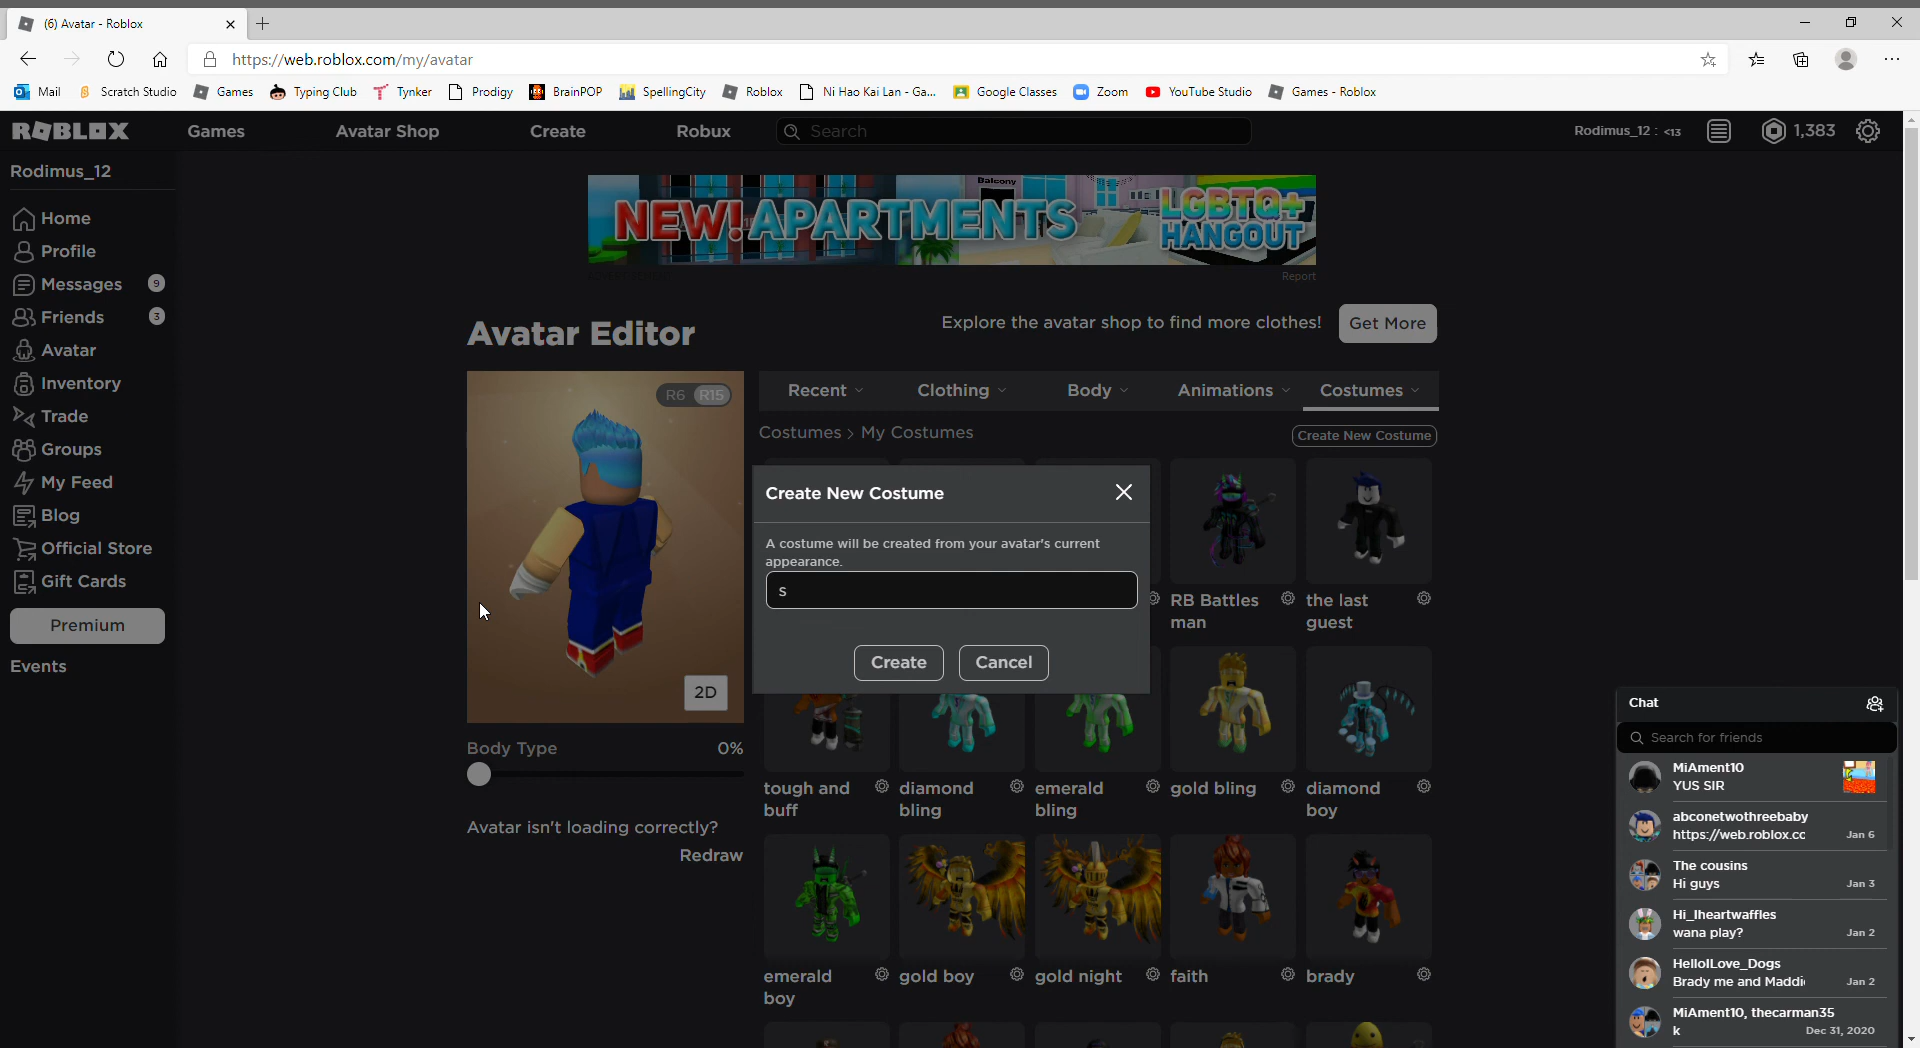 (6) Avatar - Roblox
https://web.roblox.com/my/avatar
Mail Scratch Studio Games Typing Club Tynker Prodigy BrainPOP SpellingCity Roblox Ni Hao Kai Lan - Ga... Google Classes Zoom YouTube Studio Games - Roblox
ROBLOX Games Avatar Shop Create Robux Search Rodimus_12 : <13 1,383
Rodimus_12
Home
Profile
Messages 9
Friends 3
Avatar
Inventory
Trade
Groups
My Feed
Blog
Official Store
Gift Cards
Premium
Events
Balcony
NEW! APARTMENTS
LGBTQ+
HANGOUT
Report
Avatar Editor
Explore the avatar shop to find more clothes! Get More
R6 R15
2D
Body Type 0%
Avatar isn't loading correctly?
Redraw
Recent Clothing Body Animations Costumes
Costumes > My Costumes Create New Costume
Create New Costume
A costume will be created from your avatar's current
appearance.
s
Create Cancel
RB Battles
man
the last
guest
tough and
buff
diamond
bling
emerald
bling
gold bling
diamond
boy
emerald
boy
gold boy
gold night
faith
brady
Chat
Search for friends
MiAment10
YUS SIR
abconetwothreebaby
https://web.roblox.cc Jan 6
The cousins
Hi guys Jan 3
Hi_Iheartwaffles
wana play? Jan 2
HelloILove_Dogs
Brady me and Maddi Jan 2
MiAment10, thecarman35
k Dec 31, 2020